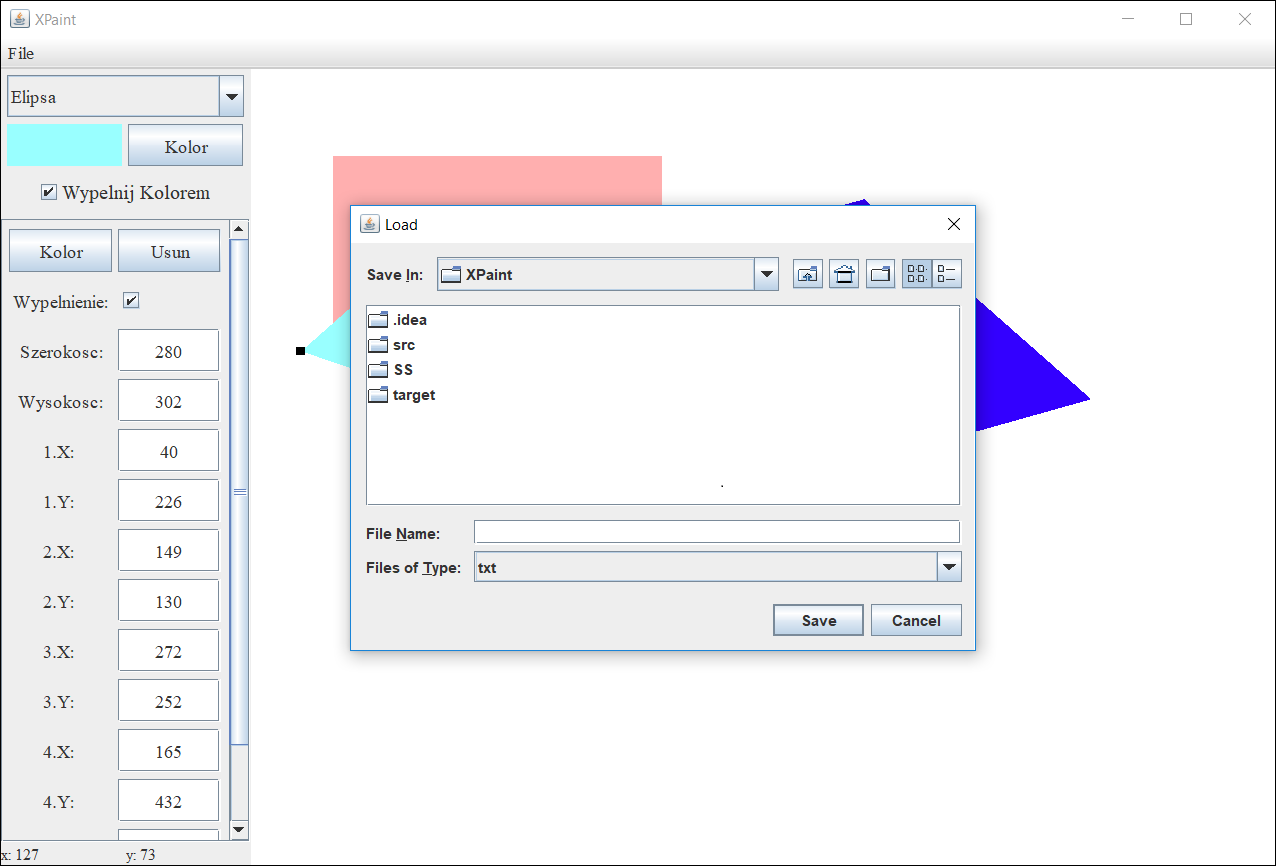 XPaint
File
Elipsa
Kolor
Wypelnij Kolorem
Kolor Usun
Wypelnienie:
Szerokosc: 280
Wysokosc: 302
1.X: 40
1.Y: 226
2.X: 149
2.Y: 130
3.X: 272
3.Y: 252
4.X: 165
4.Y: 432
x: 127 y: 73
Load
Save In: XPaint
.idea
src
SS
target
File Name:
Files of Type: txt
Save Cancel